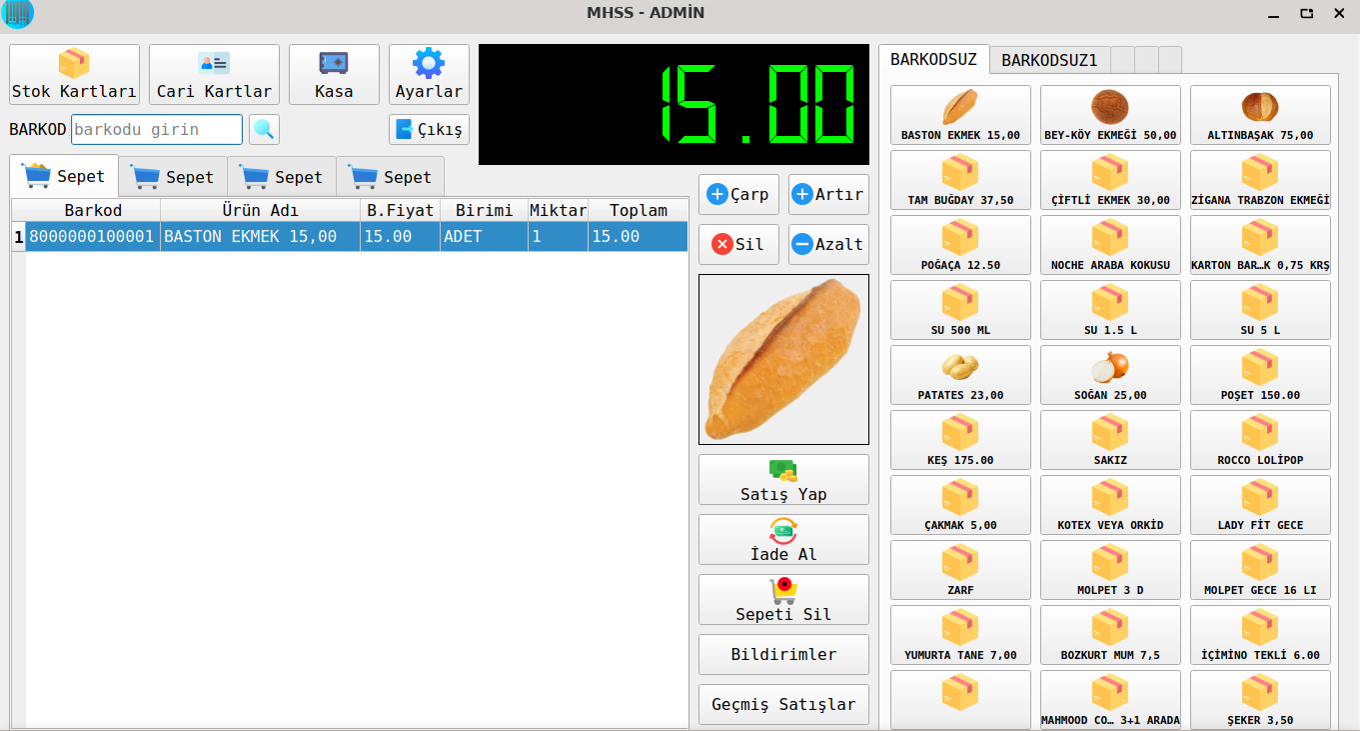 MHSS - ADMİN
Stok Kartları
Cari Kartlar
Kasa
Ayarlar
BARKOD
barkodu girin
Çıkış
15.00
Sepet
Sepet
Sepet
Sepet
Barkod Ürün Adı B.Fiyat Birimi Miktar Toplam
1 8000000100001 BASTON EKMEK 15,00 15.00 ADET 1 15.00
Çarp
Artır
Sil
Azalt
Satış Yap
İade Al
Sepeti Sil
Bildirimler
Geçmiş Satışlar
BARKODSUZ
BARKODSUZ1
BASTON EKMEK 15,00
BEY-KÖY EKMEĞİ 50,00
ALTINBAŞAK 75,00
TAM BUĞDAY 37,50
ÇİFTLİ EKMEK 30,00
ZİGANA TRABZON EKMEĞİ
POĞAÇA 12.50
NOCHE ARABA KOKUSU
KARTON BAR…K 0,75 KRŞ
SU 500 ML
SU 1.5 L
SU 5 L
PATATES 23,00
SOĞAN 25,00
POŞET 150.00
KEŞ 175.00
SAKIZ
ROCCO LOLİPOP
ÇAKMAK 5,00
KOTEX VEYA ORKİD
LADY FİT GECE
ZARF
MOLPET 3 D
MOLPET GECE 16 LI
YUMURTA TANE 7,00
BOZKURT MUM 7,5
İÇİMİNO TEKLİ 6.00
MAHMOOD CO… 3+1 ARADA
ŞEKER 3,50